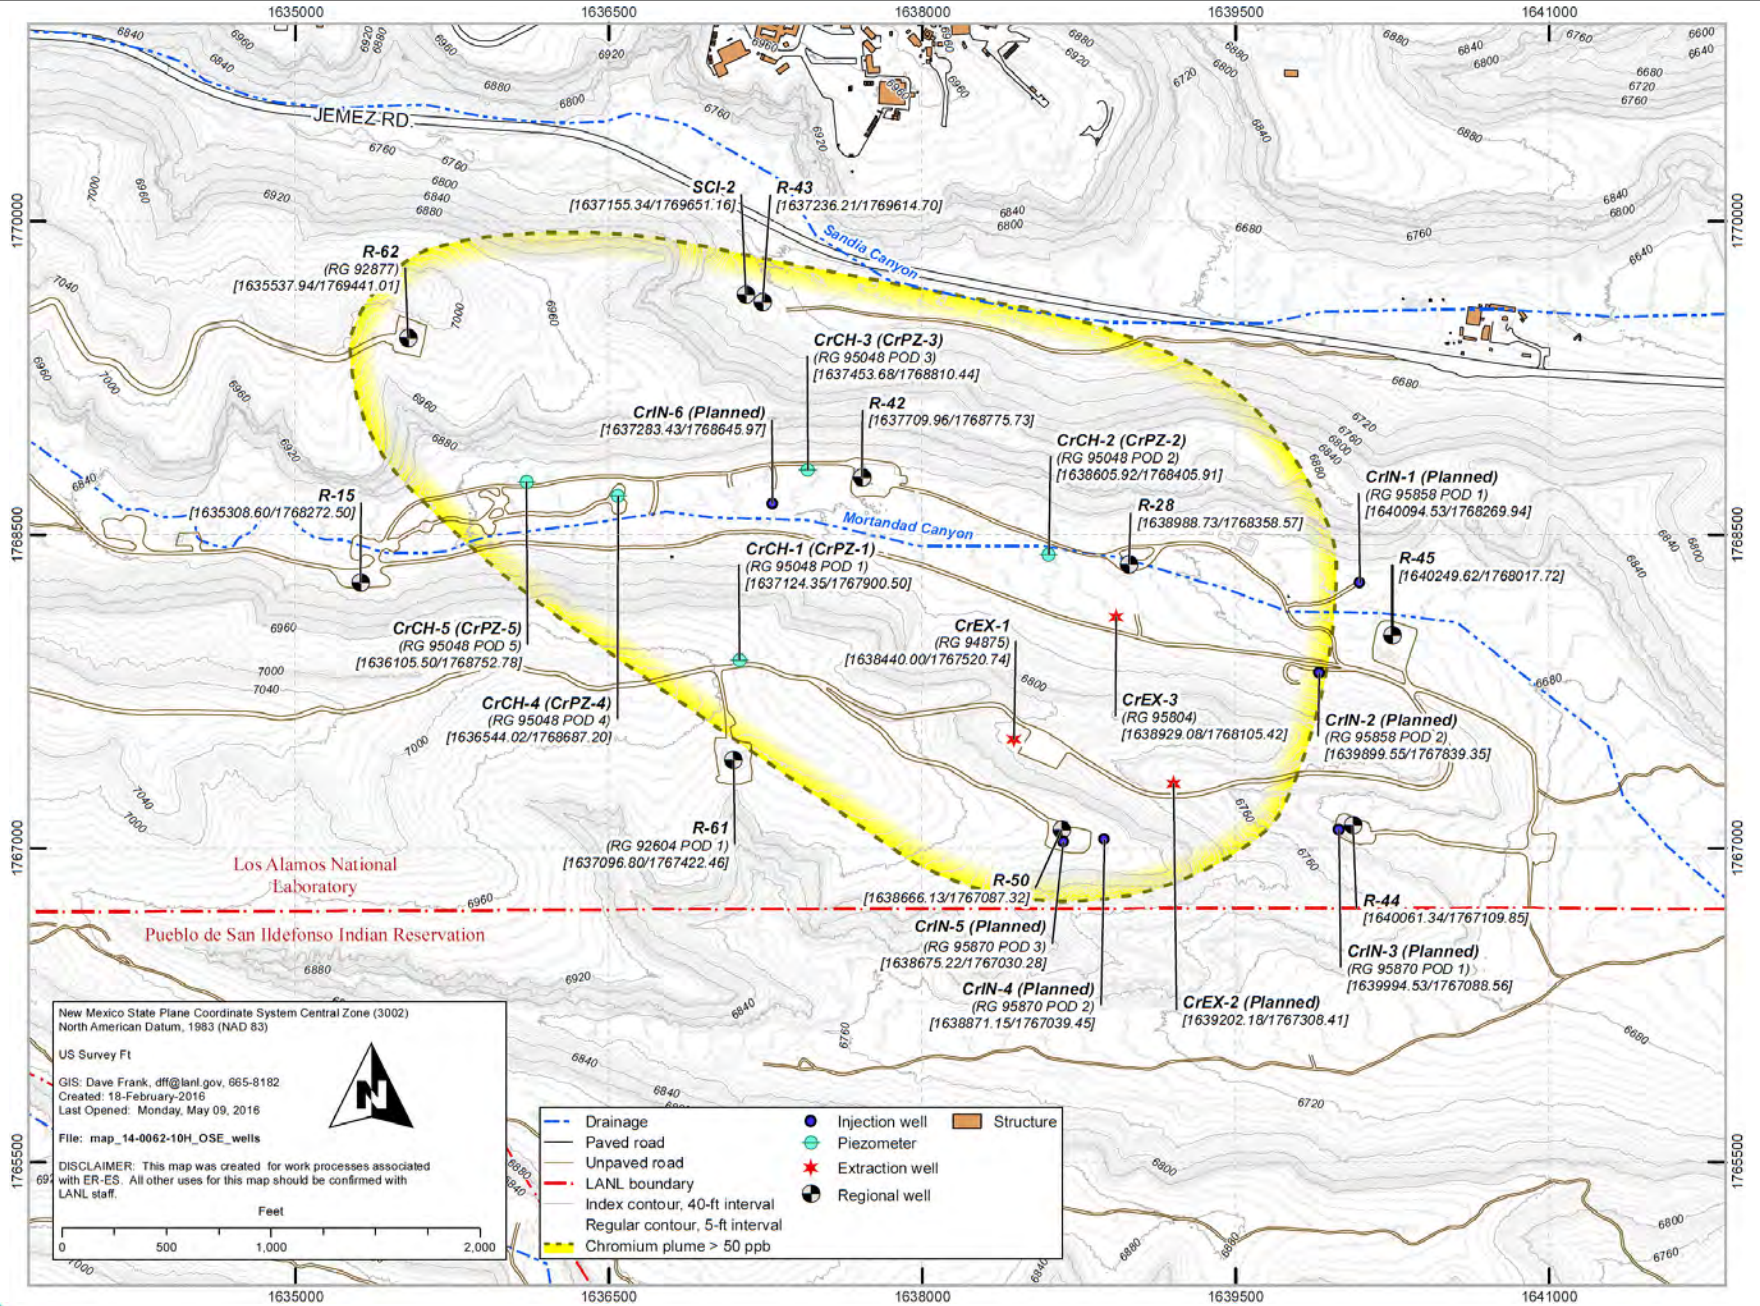 1635000
1636500
1638000
1639500
1641000
JEMEZ RD.
1770000
1770000
SCI-2
[1637155.34/1769651.16]
R-43
[1637236.21/1769614.70]
Sandia Canyon
R-62
(RG 92877)
[1635537.94/1769441.01]
CrCH-3 (CrPZ-3)
(RG 95048 POD 3)
[1637453.68/1768810.44]
CrIN-6 (Planned)
[1637283.43/1768645.97]
R-42
[1637709.96/1768775.73]
CrCH-2 (CrPZ-2)
(RG 95048 POD 2)
[1638605.92/1768405.91]
CrIN-1 (Planned)
(RG 95858 POD 1)
[1640094.53/1768269.94]
R-15
[1635308.60/1768272.50]
R-28
[1638988.73/1768358.57]
1768500
1768500
Mortandad Canyon
CrCH-1 (CrPZ-1)
(RG 95048 POD 1)
[1637124.35/1767900.50]
R-45
[1640249.62/1768017.72]
CrCH-5 (CrPZ-5)
(RG 95048 POD 5)
[1636105.50/1768752.78]
CrEX-1
(RG 94875)
[1638440.00/1767520.74]
CrCH-4 (CrPZ-4)
(RG 95048 POD 4)
[1636544.02/1768687.20]
CrEX-3
(RG 95804)
[1638929.08/1768105.42]
CrIN-2 (Planned)
(RG 95858 POD 2)
[1639899.55/1767839.35]
R-61
(RG 92604 POD 1)
[1637096.80/1767422.46]
1767000
1767000
Los Alamos National
Laboratory
R-50
[1638666.13/1767087.32]
R-44
[1640061.34/1767109.85]
Pueblo de San Ildefonso Indian Reservation
CrIN-5 (Planned)
(RG 95870 POD 3)
[1638675.22/1767030.28]
CrIN-3 (Planned)
(RG 95870 POD 1)
[1639994.53/1767088.56]
CrIN-4 (Planned)
(RG 95870 POD 2)
[1638871.15/1767039.45]
CrEX-2 (Planned)
[1639202.18/1767308.41]
New Mexico State Plane Coordinate System Central Zone (3002)
North American Datum, 1983 (NAD 83)
US Survey Ft
GIS: Dave Frank, dff@lanl.gov, 665-8182
Created: 18-February-2016
Last Opened: Monday, May 09, 2016
File: map_14-0062-10H_OSE_wells
DISCLAIMER: This map was created for work processes associated
with ER-ES. All other uses for this map should be confirmed with
LANL staff.
N
Feet
0 500 1,000 2,000
Drainage
Paved road
Unpaved road
LANL boundary
Index contour, 40-ft interval
Regular contour, 5-ft interval
Chromium plume > 50 ppb
Injection well
Piezometer
Extraction well
Regional well
Structure
1765500
1765500
1635000
1636500
1638000
1639500
1641000